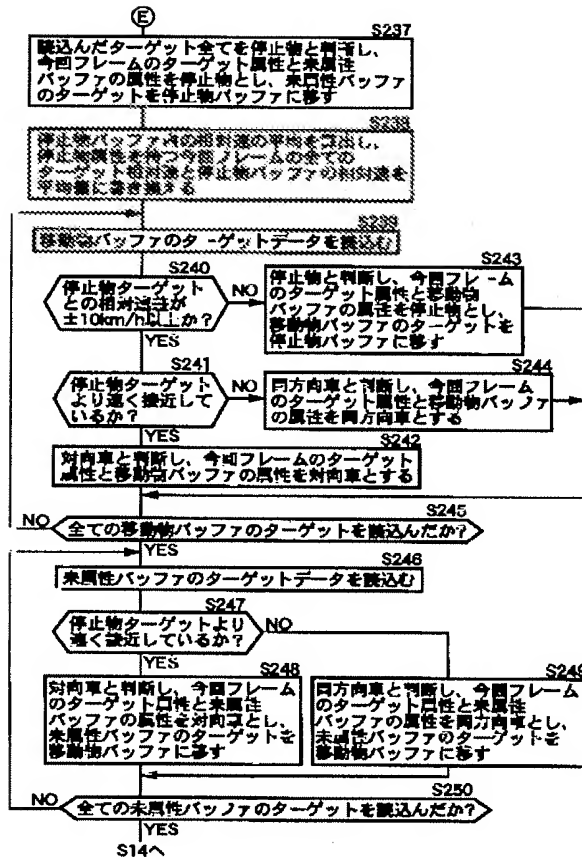 E
S237
読込んだターゲット全てを停止物と判断し、
今回フレームのターゲット属性と未属性
バッファの属性を停止物とし、未属性バッファ
のターゲットを停止物バッファに移す
S238
停止物バッファ内の相対速の平均を算出し、
停止物属性を持つ今回フレームの全ての
ターゲット相対速と停止物バッファの相対速を
平均値に書き換える
S239
移動物バッファのターゲットデータを読込む
S240
停止物ターゲット
との相対速差が
±10km/h以上か?
NO
YES
S243
停止物と判断し、今回フレーム
のターゲット属性と移動物
バッファの属性を停止物とし、
移動物バッファのターゲットを
停止物バッファに移す
S241
停止物ターゲット
より速く接近して
いるか?
NO
YES
S244
同方向車と判断し、今回フレーム
のターゲット属性と移動物バッファ
の属性を同方向車とする
S242
対向車と判断し、今回フレームのターゲット
属性と移動物バッファの属性を対向車とする
S245
NO
全ての移動物バッファのターゲットを読込んだか?
YES
S246
未属性バッファのターゲットデータを読込む
S247
停止物ターゲットより
速く接近しているか?
NO
YES
S248
対向車と判断し、今回フレーム
のターゲット属性と未属性
バッファの属性を対向車とし、
未属性バッファのターゲットを
移動物バッファに移す
S249
同方向車と判断し、今回フレーム
のターゲット属性と未属性
バッファの属性を同方向車とし、
未属性バッファのターゲットを
移動物バッファに移す
S250
NO
全ての未属性バッファのターゲットを読込んだか?
YES
S14へ